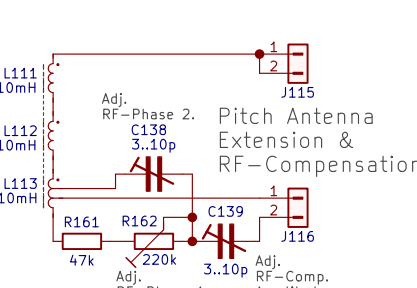 1
2
J115
L111
10mH
Adj.
RF-Phase 2.
C138
3..10p
Pitch Antenna
Extension &
RF-Compensation
L112
10mH
L113
10mH
1
2
J116
R161
47k
R162
220k
C139
3..10p
Adj.
Adj.
RF-Comp.